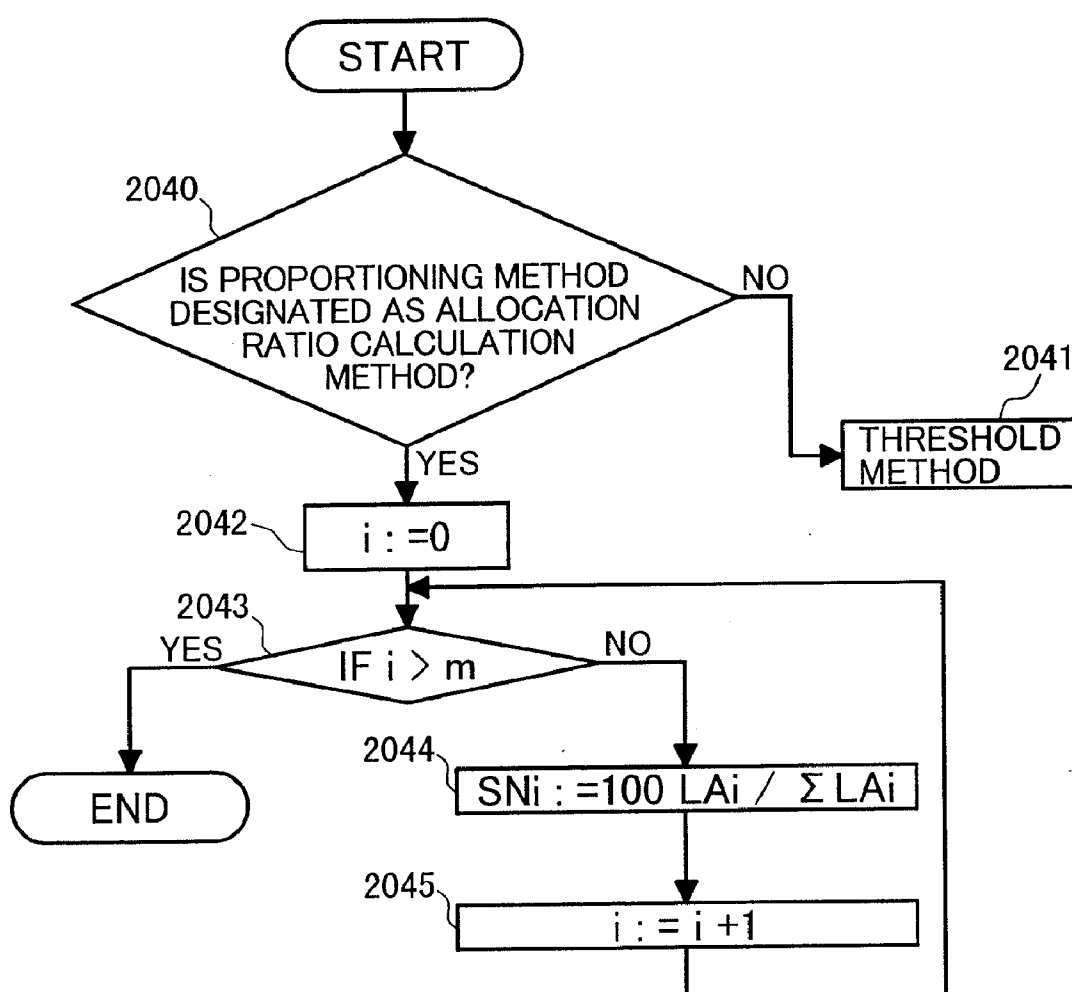 START
2040
IS PROPORTIONING METHOD
DESIGNATED AS ALLOCATION
RATIO CALCULATION
METHOD?
NO
2041
THRESHOLD
METHOD
YES
2042
i : =0
2043
YES
IF i > m
NO
2044
SNi : =100 LAi / Σ LAi
END
2045
i : = i +1